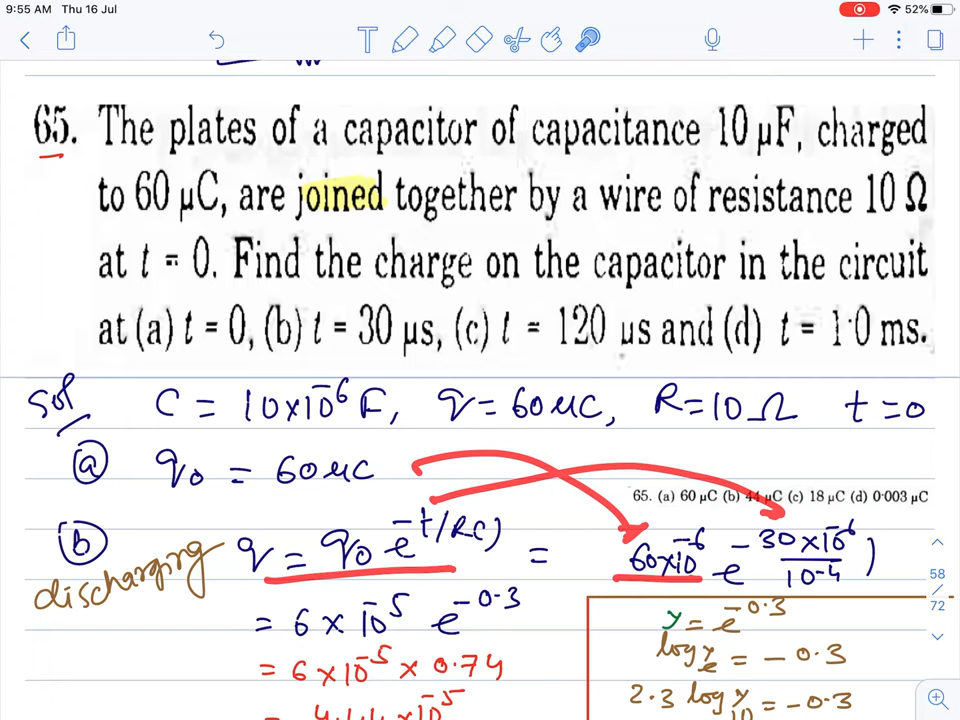 9:55 AM Thu 16 Jul
52%
65. The plates of a capacitor of capacitance 10 μF, charged
to 60 μC, are joined together by a wire of resistance 10 Ω
at t = 0. Find the charge on the capacitor in the circuit
at (a) t = 0, (b) t = 30 μs, (c) t = 120 μs and (d) t = 1·0 ms.
Sol C = 10×10⁻⁶ F, q = 60 μC, R = 10 Ω t = 0
(a) q₀ = 60 μC
65. (a) 60 μC (b) 44 μC (c) 18 μC (d) 0·003 μC
(b) q = q₀ e^(-t/RC) = 60×10⁻⁶ e^(-30×10⁻⁶/10⁻⁴)
discharging
= 6 × 10⁻⁵ e^(-0.3)
= 6 × 10⁻⁵ × 0.74
y = e^(-0.3)
logₑ y = - 0.3
2.3 log₁₀ y = -0.3
58
/
72